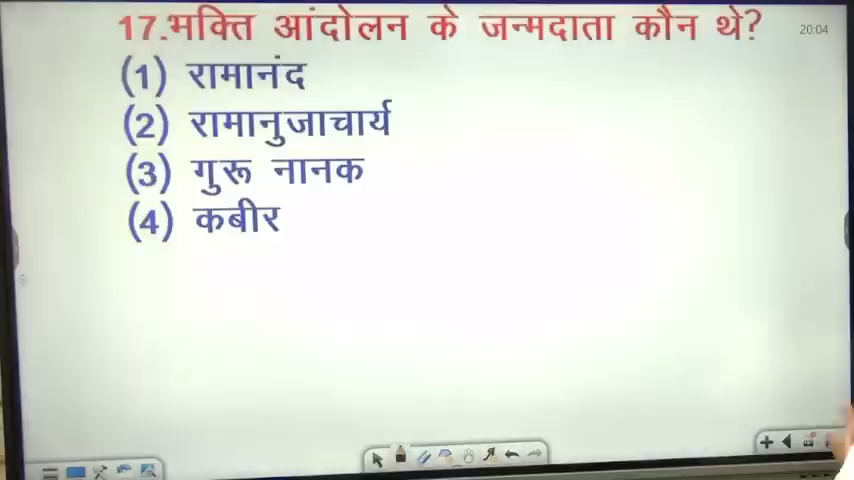 17.भक्ति आंदोलन के जन्मदाता कौन थे?
20:04
(1) रामानंद
(2) रामानुजाचार्य
(3) गुरू नानक
(4) कबीर